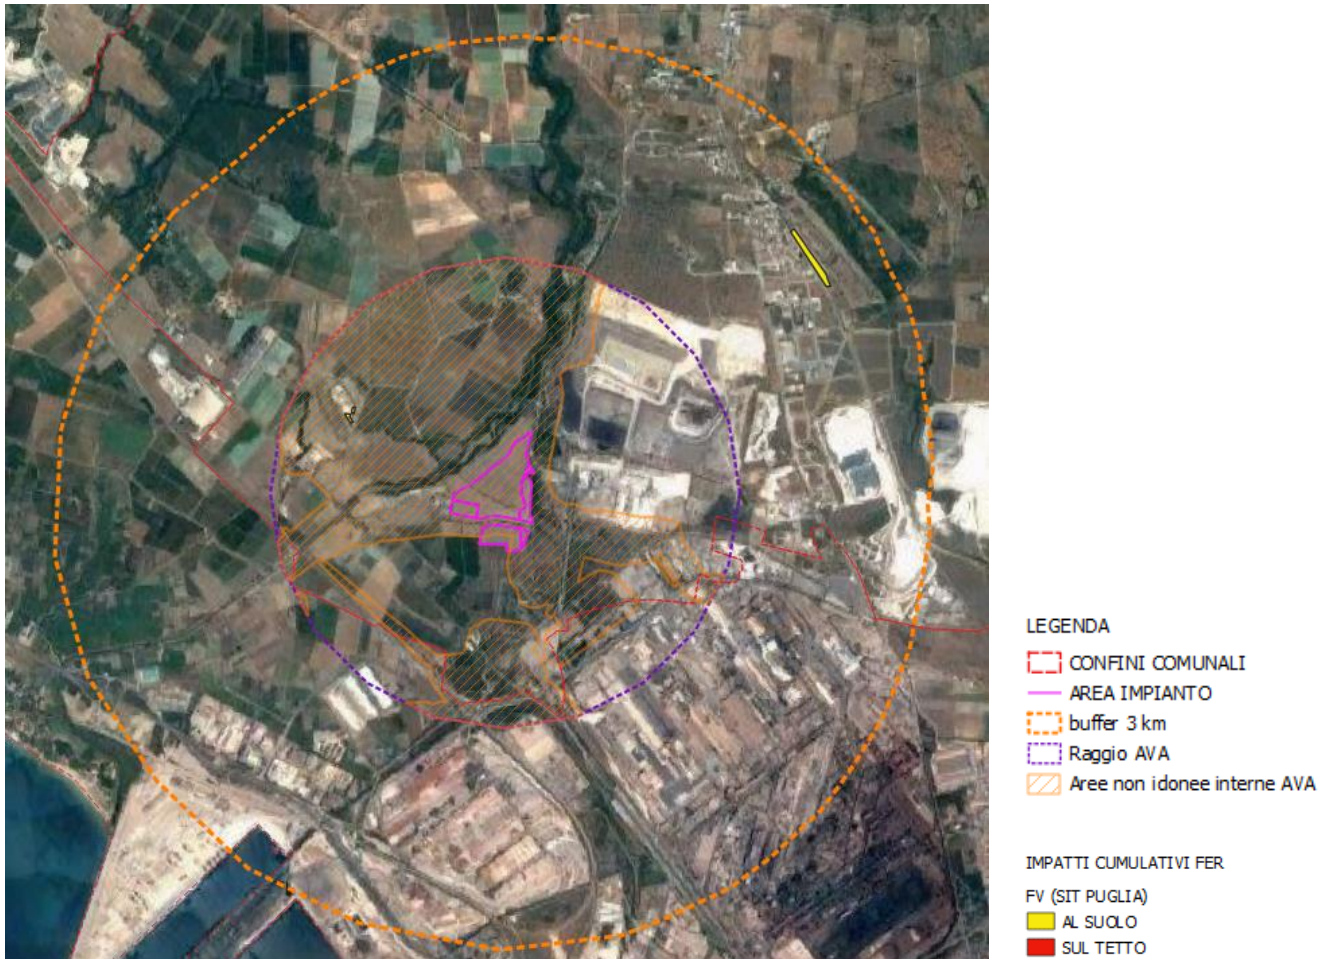 LEGENDA
CONFINI COMUNALI
AREA IMPIANTO
buffer 3 km
Raggio AVA
Aree non idonee interne AVA
IMPATTI CUMULATIVI FER
FV (SIT PUGLIA)
AL SUOLO
SUL TETTO